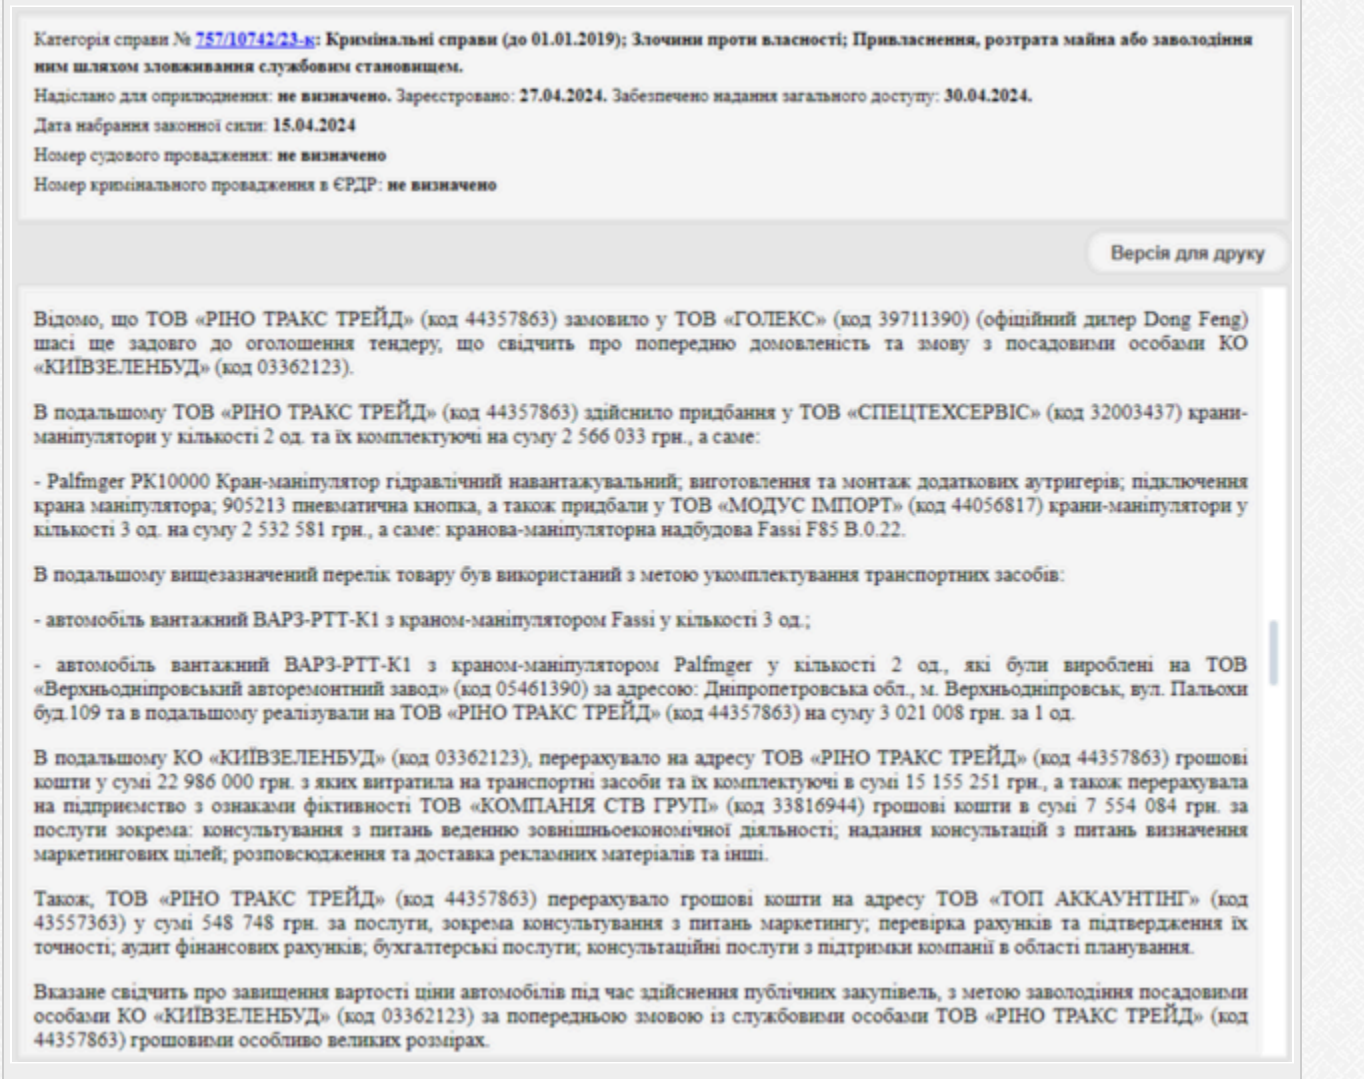 Категорія справи № 757/10742/23-к: Кримінальні справи (до 01.01.2019); Злочини проти власності; Привласнення, розтрата майна або заволодіння
ним шляхом зловживання службовим становищем.
Надіслано для оприлюднення: не визначено. Зареєстровано: 27.04.2024. Забезпечено надання загального доступу: 30.04.2024.
Дата набрання законної сили: 15.04.2024
Номер судового провадження: не визначено
Номер кримінального провадження в ЄРДР: не визначено
Версія для друку
Відомо, що ТОВ «РІНО ТРАКС ТРЕЙД» (код 44357863) замовило у ТОВ «ГОЛЕКС» (код 39711390) (офіційний дилер Dong Feng)
шасі ще задовго до оголошення тендеру, що свідчить про попередню домовленість та змову з посадовими особами КО
«КИЇВЗЕЛЕНБУД» (код 03362123).
В подальшому ТОВ «РІНО ТРАКС ТРЕЙД» (код 44357863) здійснило придбання у ТОВ «СПЕЦТЕХСЕРВІС» (код 32003437) крани-
маніпулятори у кількості 2 од. та їх комплектуючі на суму 2 566 033 грн., а саме:
- Palfinger PK10000 Кран-маніпулятор гідравлічний навантажувальний; виготовлення та монтаж додаткових аутригерів; підключення
крана маніпулятора; 905213 пневматична кнопка, а також придбали у ТОВ «МОДУС ІМПОРТ» (код 44056817) крани-маніпулятори у
кількості 3 од. на суму 2 532 581 грн., а саме: кранова-маніпуляторна надбудова Fassi F85 B.0.22.
В подальшому вищезазначений перелік товару був використаний з метою укомплектування транспортних засобів:
- автомобіль вантажний ВАРЗ-РТТ-К1 з краном-маніпулятором Fassi у кількості 3 од.;
- автомобіль вантажний ВАРЗ-РТТ-К1 з краном-маніпулятором Palfinger у кількості 2 од., які були вироблені на ТОВ
«Верхньодніпровський авторемонтний завод» (код 05461390) за адресою: Дніпропетровська обл., м. Верхньодніпровськ, вул. Пальохи
буд.109 та в подальшому реалізували на ТОВ «РІНО ТРАКС ТРЕЙД» (код 44357863) на суму 3 021 008 грн. за 1 од.
В подальшому КО «КИЇВЗЕЛЕНБУД» (код 03362123), перерахувало на адресу ТОВ «РІНО ТРАКС ТРЕЙД» (код 44357863) грошові
кошти у сумі 22 986 000 грн. з яких витратила на транспортні засоби та їх комплектуючі в сумі 15 155 251 грн., а також перерахувала
на підприємство з ознаками фіктивності ТОВ «КОМПАНІЯ СТВ ГРУП» (код 33816944) грошові кошти в сумі 7 554 084 грн. за
послуги зокрема: консультування з питань веденню зовнішньоекономічної діяльності; надання консультацій з питань визначення
маркетингових цілей; розповсюдження та доставка рекламних матеріалів та інші.
Також, ТОВ «РІНО ТРАКС ТРЕЙД» (код 44357863) перерахувало грошові кошти на адресу ТОВ «ТОП АККАУНТІНГ» (код
43557363) у сумі 548 748 грн. за послуги, зокрема консультування з питань маркетингу; перевірка рахунків та підтвердження їх
точності; аудит фінансових рахунків; бухгалтерські послуги; консультаційні послуги з підтримки компанії в області планування.
Вказане свідчить про завищення вартості ціни автомобілів під час здійснення публічних закупівель, з метою заволодіння посадовими
особами КО «КИЇВЗЕЛЕНБУД» (код 03362123) за попередньою змовою із службовими особами ТОВ «РІНО ТРАКС ТРЕЙД» (код
44357863) грошовими особливо великих розмірах.